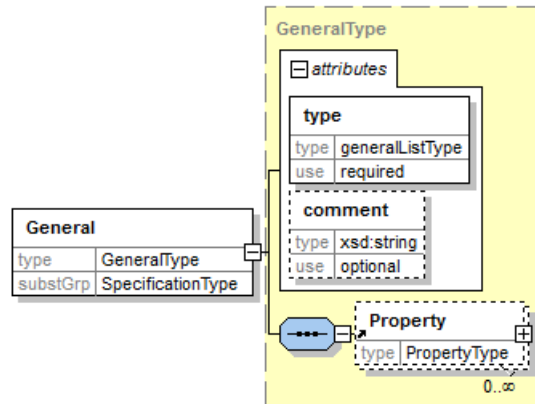 GeneralType
attributes
type
type generalListType
use required
comment
type xsd:string
use optional
General
type GeneralType
substGrp SpecificationType
Property
type PropertyType
0..∞